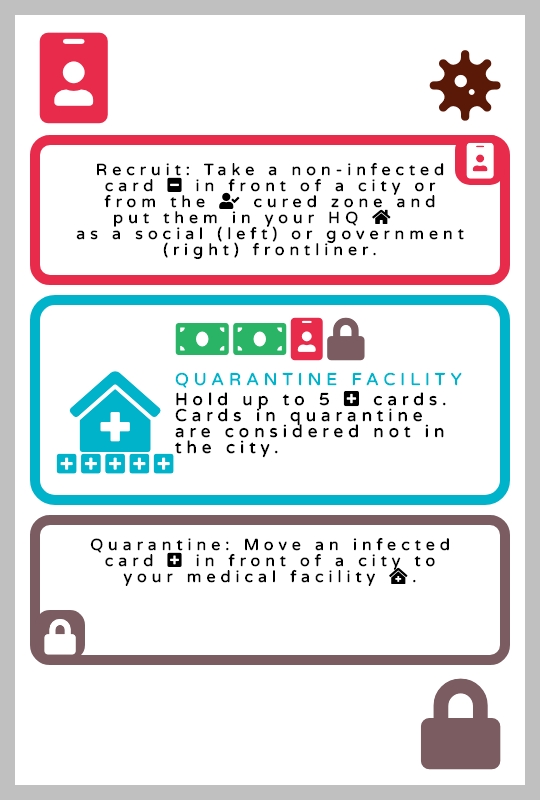 Recruit: Take a non-infected
card in front of a city or
from the cured zone and
put them in your HQ
as a social (left) or government
(right) frontliner.
QUARANTINE FACILITY
Hold up to 5 cards.
Cards in quarantine
are considered not in
the city.
Quarantine: Move an infected
card in front of a city to
your medical facility .